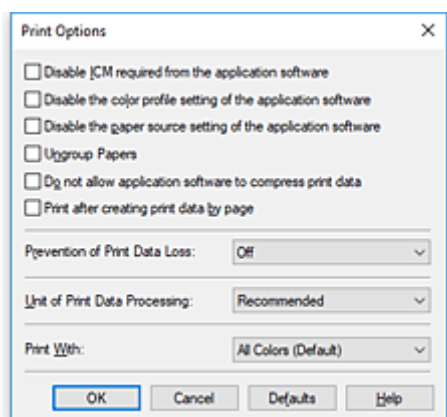 Print Options
Disable ICM required from the application software
Disable the color profile setting of the application software
Disable the paper source setting of the application software
Ungroup Papers
Do not allow application software to compress print data
Print after creating print data by page
Prevention of Print Data Loss: Off
Unit of Print Data Processing: Recommended
Print With: All Colors (Default)
OK Cancel Defaults Help